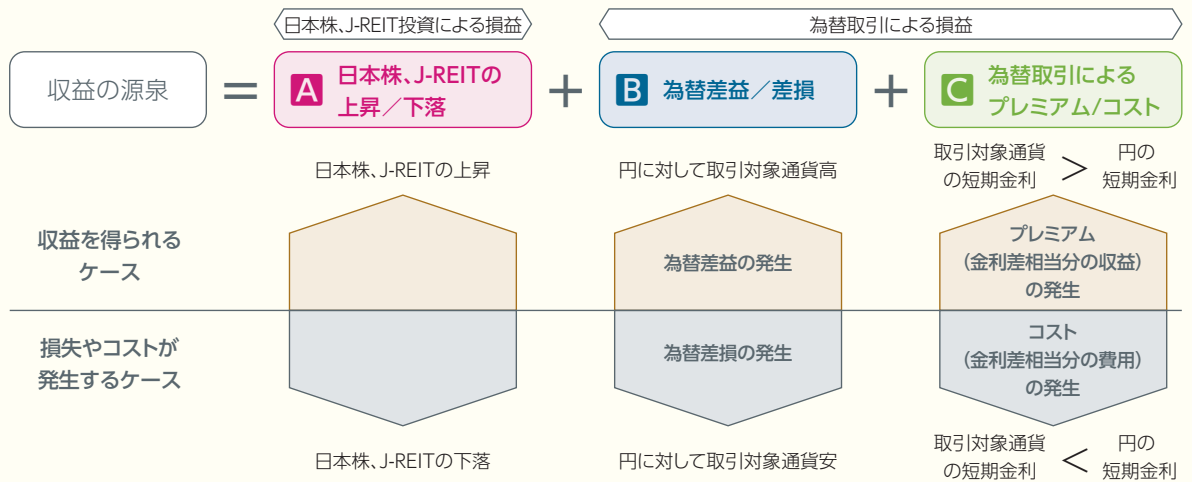 日本株、J-REIT投資による損益
為替取引による損益
収益の源泉
=
A
日本株、J-REITの
上昇／下落
+
B
為替差益／差損
+
C
為替取引による
プレミアム/コスト
日本株、J-REITの上昇
円に対して取引対象通貨高
取引対象通貨
の短期金利
>
円の
短期金利
収益を得られる
ケース
為替差益の発生
プレミアム
(金利差相当分の収益)
の発生
損失やコストが
発生するケース
為替差損の発生
コスト
(金利差相当分の費用)
の発生
日本株、J-REITの下落
円に対して取引対象通貨安
取引対象通貨
の短期金利
<
円の
短期金利